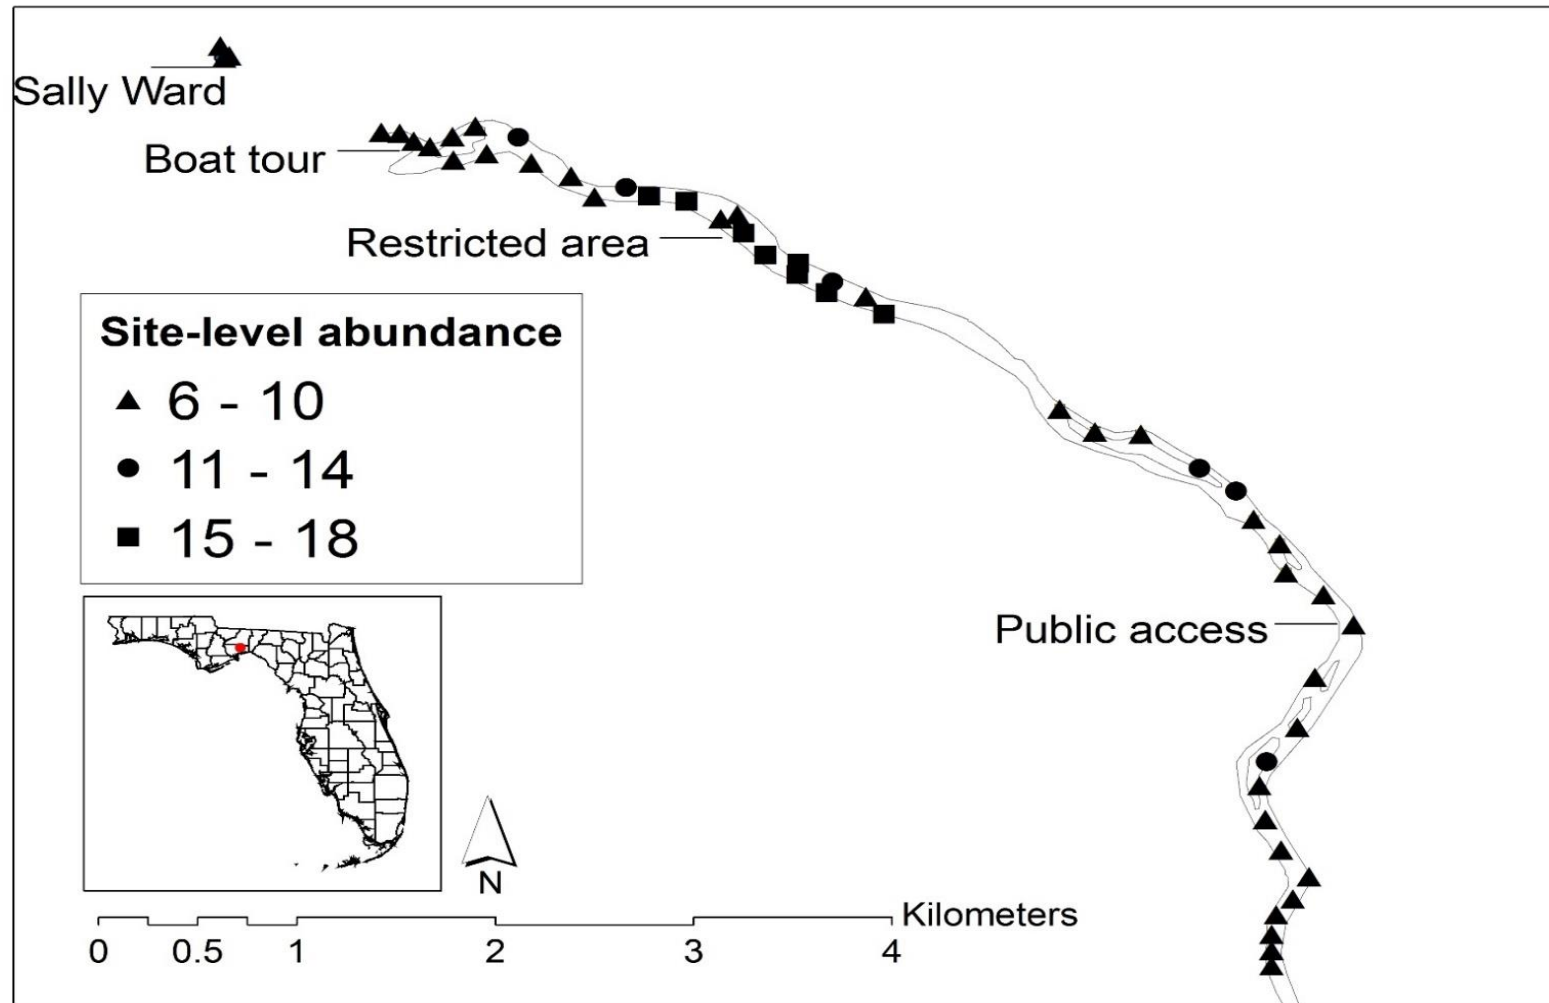 Sally Ward
Boat tour
Restricted area
Site-level abundance
6 - 10
11 - 14
15 - 18
Public access
N
Kilometers
0 0.5 1 2 3 4